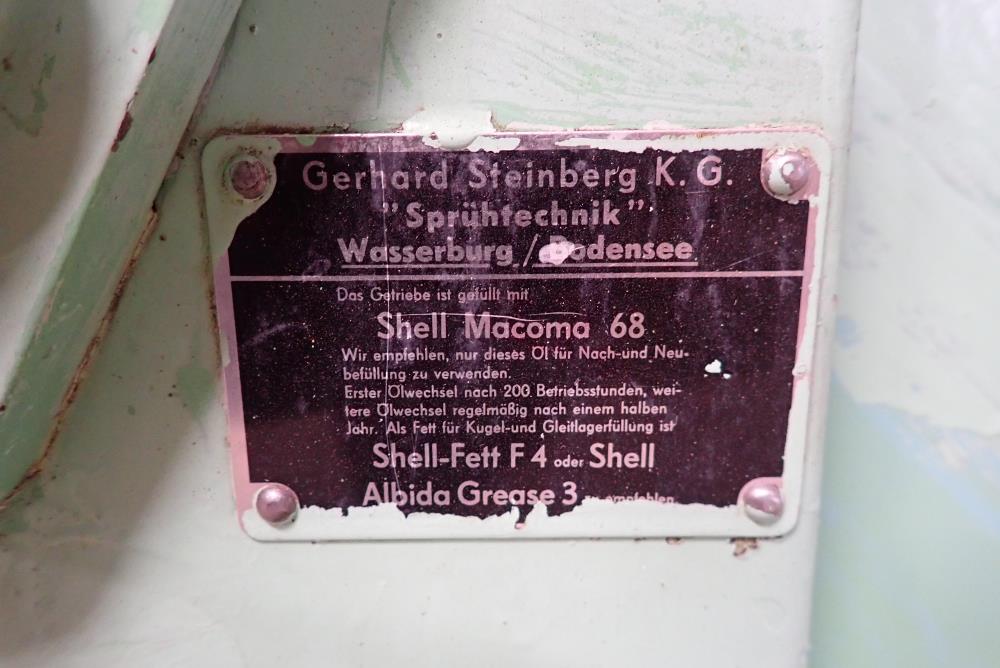 Gerhard Steinberg K. G.
"Sprühtechnik"
Wasserburg / Bodensee
Das Getriebe ist gefüllt mit
Shell Macoma 68
Wir empfehlen, nur dieses Öl für Nach-und Neu-
befüllung zu verwenden.
Erster Ölwechsel nach 200 Betriebsstunden, wei-
tere Ölwechsel regelmäßig nach einem halben
Jahr. Als Fett für Kugel-und Gleitlagerfüllung ist
Shell-Fett F 4 oder Shell
Albida Grease 3 zu empfehlen.